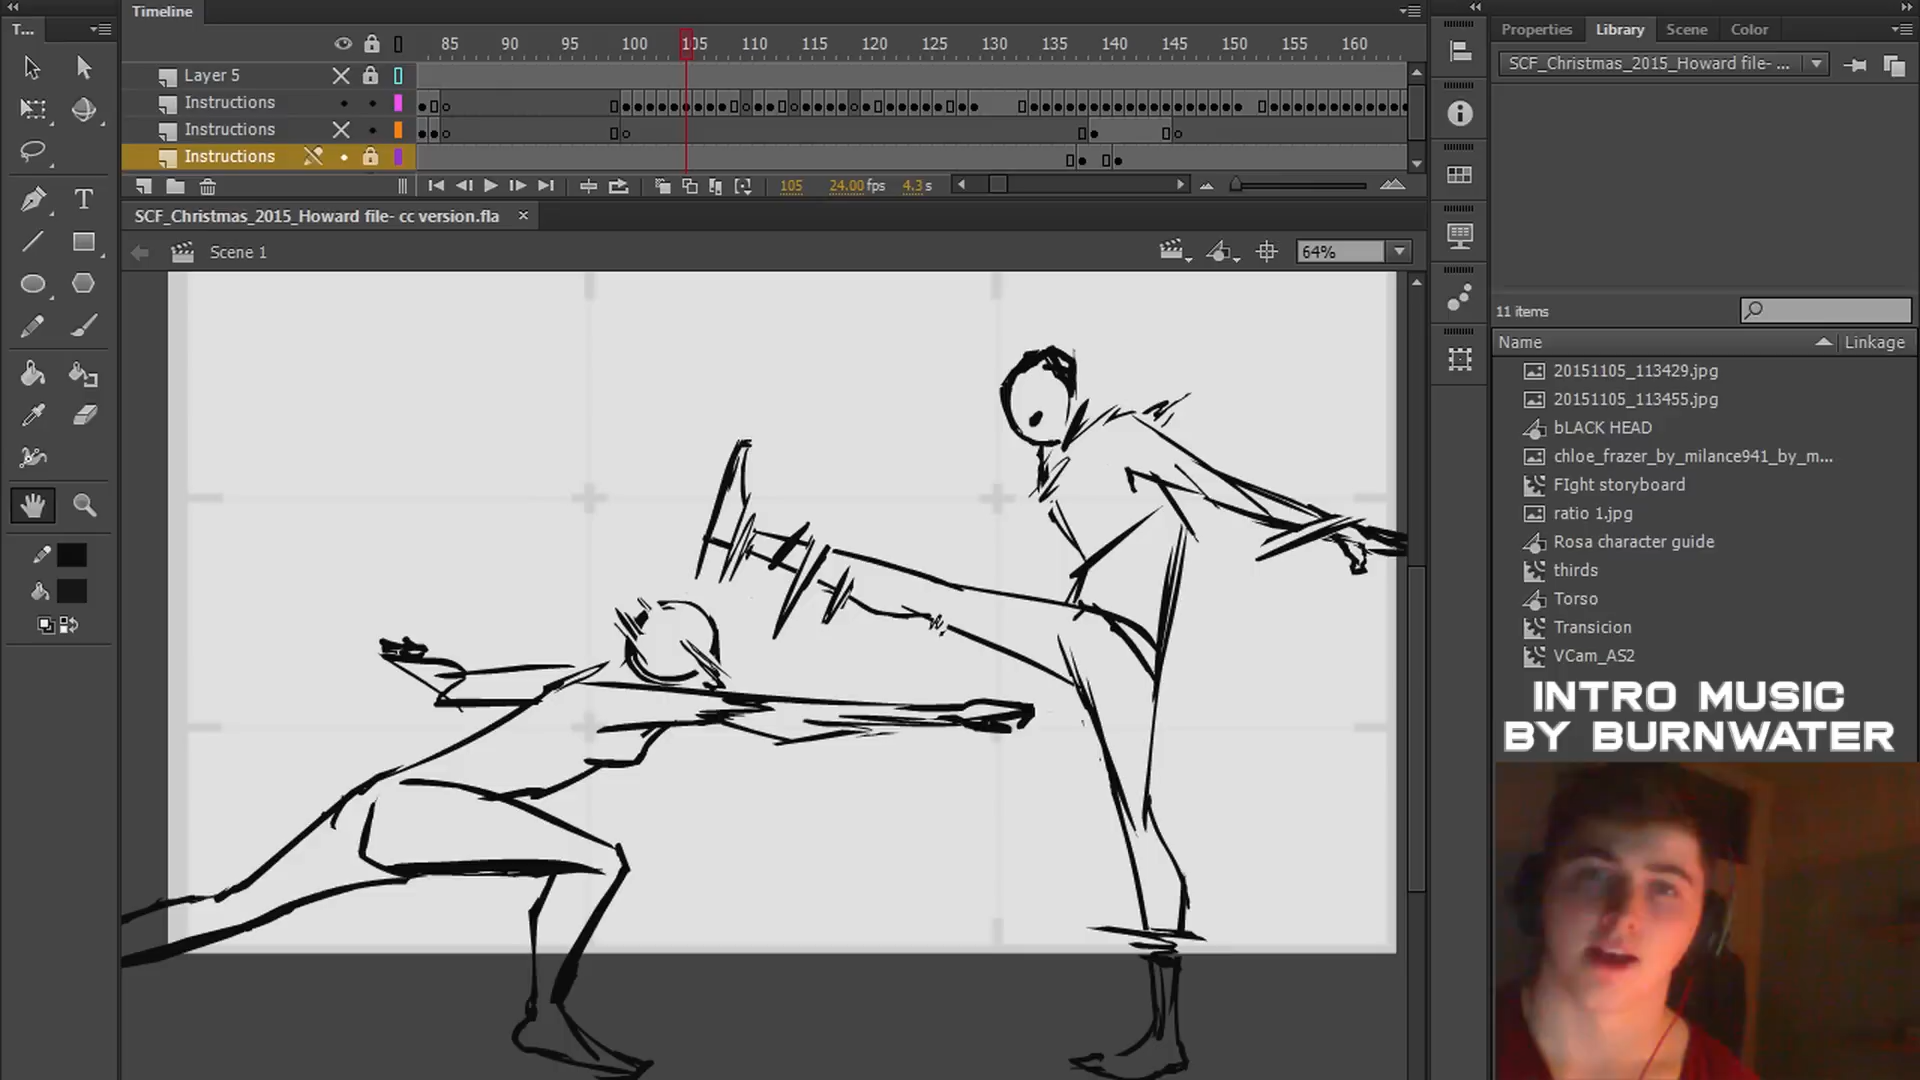 Timeline
T...
85 90 95 100 105 110 115 120 125 130 135 140 145 150 155 160
Layer 5
Instructions
Instructions
Instructions
105 24.00 fps 4.3 s
SCF_Christmas_2015_Howard file- cc version.fla
Scene 1
64%
Properties Library Scene Color
SCF_Christmas_2015_Howard file- ...
11 items
Name Linkage
20151105_113429.jpg
20151105_113455.jpg
bLACK HEAD
chloe_frazer_by_milance941_by_m...
FIght storyboard
ratio 1.jpg
Rosa character guide
thirds
Torso
Transicion
VCam_AS2
INTRO MUSIC
BY BURNWATER